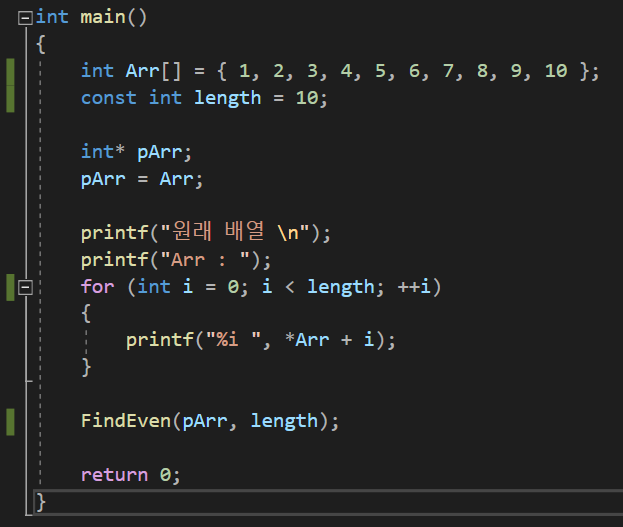 int main()
{
int Arr[] = { 1, 2, 3, 4, 5, 6, 7, 8, 9, 10 };
const int length = 10;
int* pArr;
pArr = Arr;
printf("원래 배열 \n");
printf("Arr : ");
for (int i = 0; i < length; ++i)
{
printf("%i ", *Arr + i);
}
FindEven(pArr, length);
return 0;
}